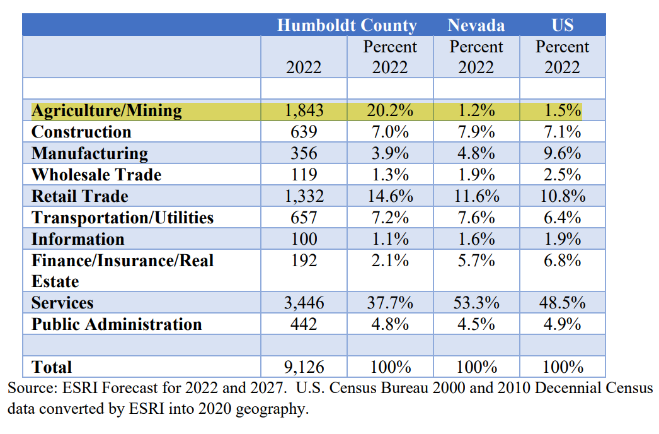 Humboldt County Nevada US
2022 Percent 2022 Percent 2022 Percent 2022
Agriculture/Mining 1,843 20.2% 1.2% 1.5%
Construction 639 7.0% 7.9% 7.1%
Manufacturing 356 3.9% 4.8% 9.6%
Wholesale Trade 119 1.3% 1.9% 2.5%
Retail Trade 1,332 14.6% 11.6% 10.8%
Transportation/Utilities 657 7.2% 7.6% 6.4%
Information 100 1.1% 1.6% 1.9%
Finance/Insurance/Real Estate 192 2.1% 5.7% 6.8%
Services 3,446 37.7% 53.3% 48.5%
Public Administration 442 4.8% 4.5% 4.9%
Total 9,126 100% 100% 100%
Source: ESRI Forecast for 2022 and 2027. U.S. Census Bureau 2000 and 2010 Decennial Census
data converted by ESRI into 2020 geography.